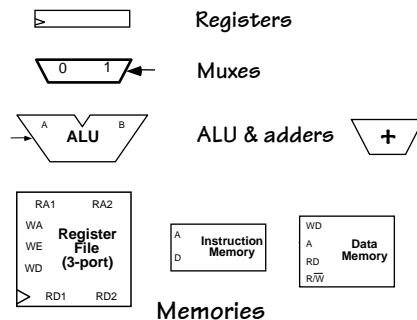 Registers
0 1
Muxes
A B
ALU
ALU & adders
+
RA1 RA2
WA
WE
WD
Register
File
(3-port)
RD1 RD2
A
D
Instruction
Memory
WD
A
RD
R/W̅
Data
Memory
Memories